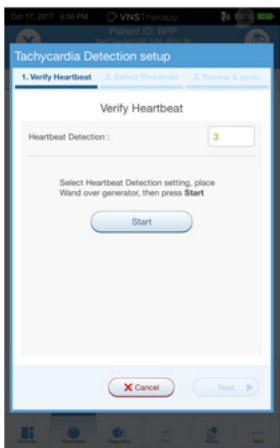 Oct 17, 2017 6:56 PM VNSTherapy 100%
Patient ID: BPP
Tachycardia Detection setup
1. Verify Heartbeat 2. Select Threshold 3. Review & apply
Verify Heartbeat
Heartbeat Detection : 3
Select Heartbeat Detection setting, place
Wand over generator, then press Start
Start
Cancel Next